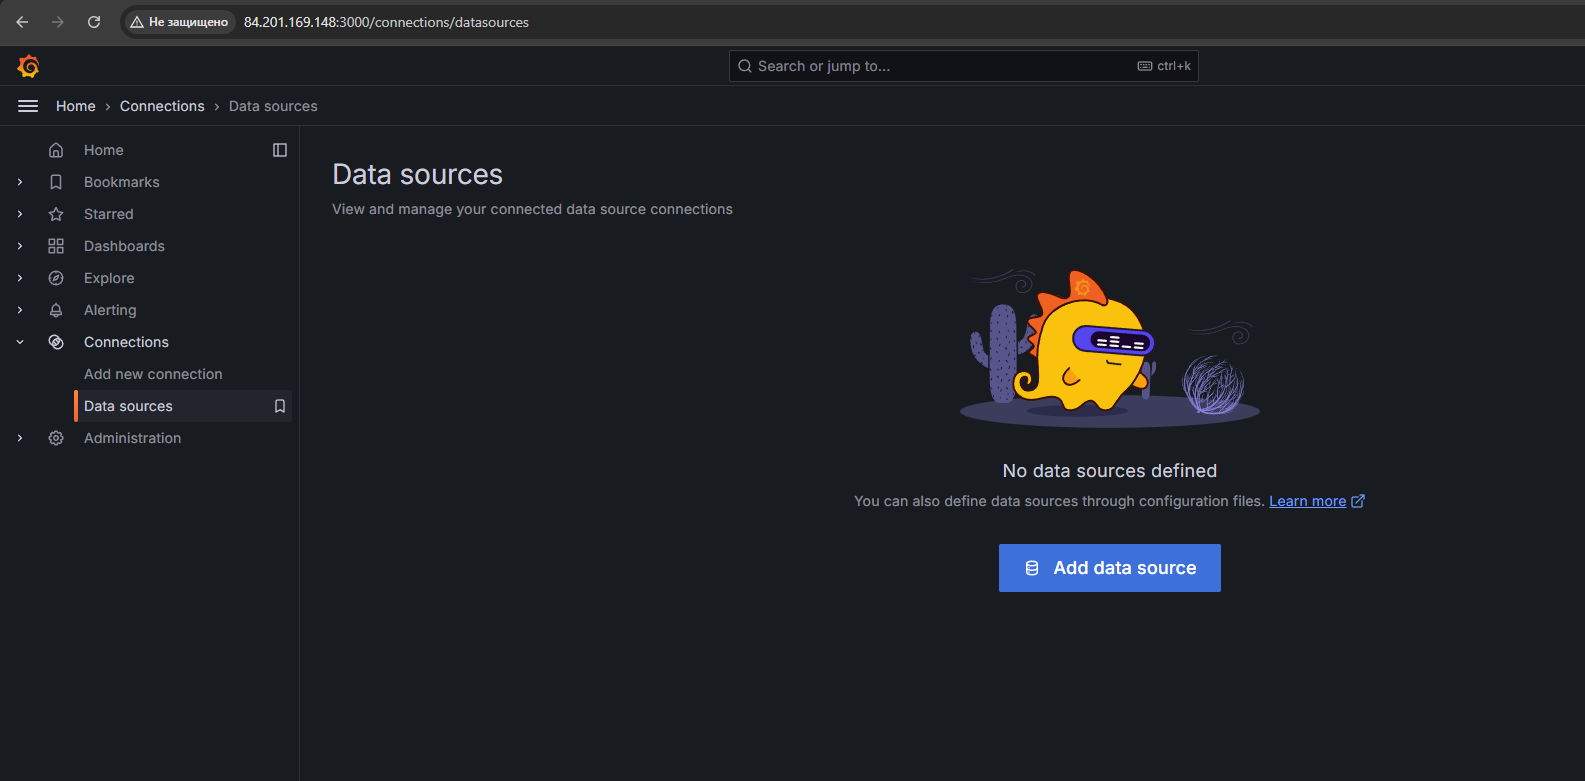 Не защищено 84.201.169.148:3000/connections/datasources
Search or jump to... ctrl+k
Home › Connections › Data sources
Home
Bookmarks
Starred
Dashboards
Explore
Alerting
Connections
Add new connection
Data sources
Administration
Data sources
View and manage your connected data source connections
No data sources defined
You can also define data sources through configuration files. Learn more
Add data source